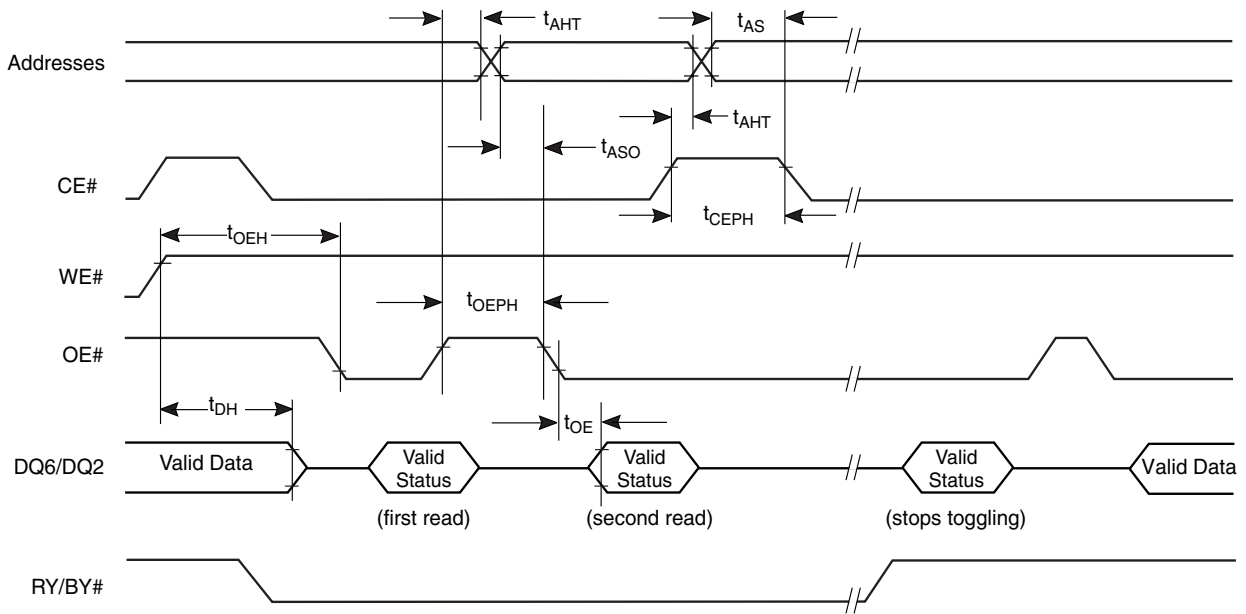 tAHT
tAS
Addresses
tAHT
tASO
CE#
tCEPH
tOEH
WE#
tOEPH
OE#
tDH
tOE
DQ6/DQ2
Valid Data
Valid
Status
Valid
Status
Valid
Status
Valid Data
(first read)
(second read)
(stops toggling)
RY/BY#